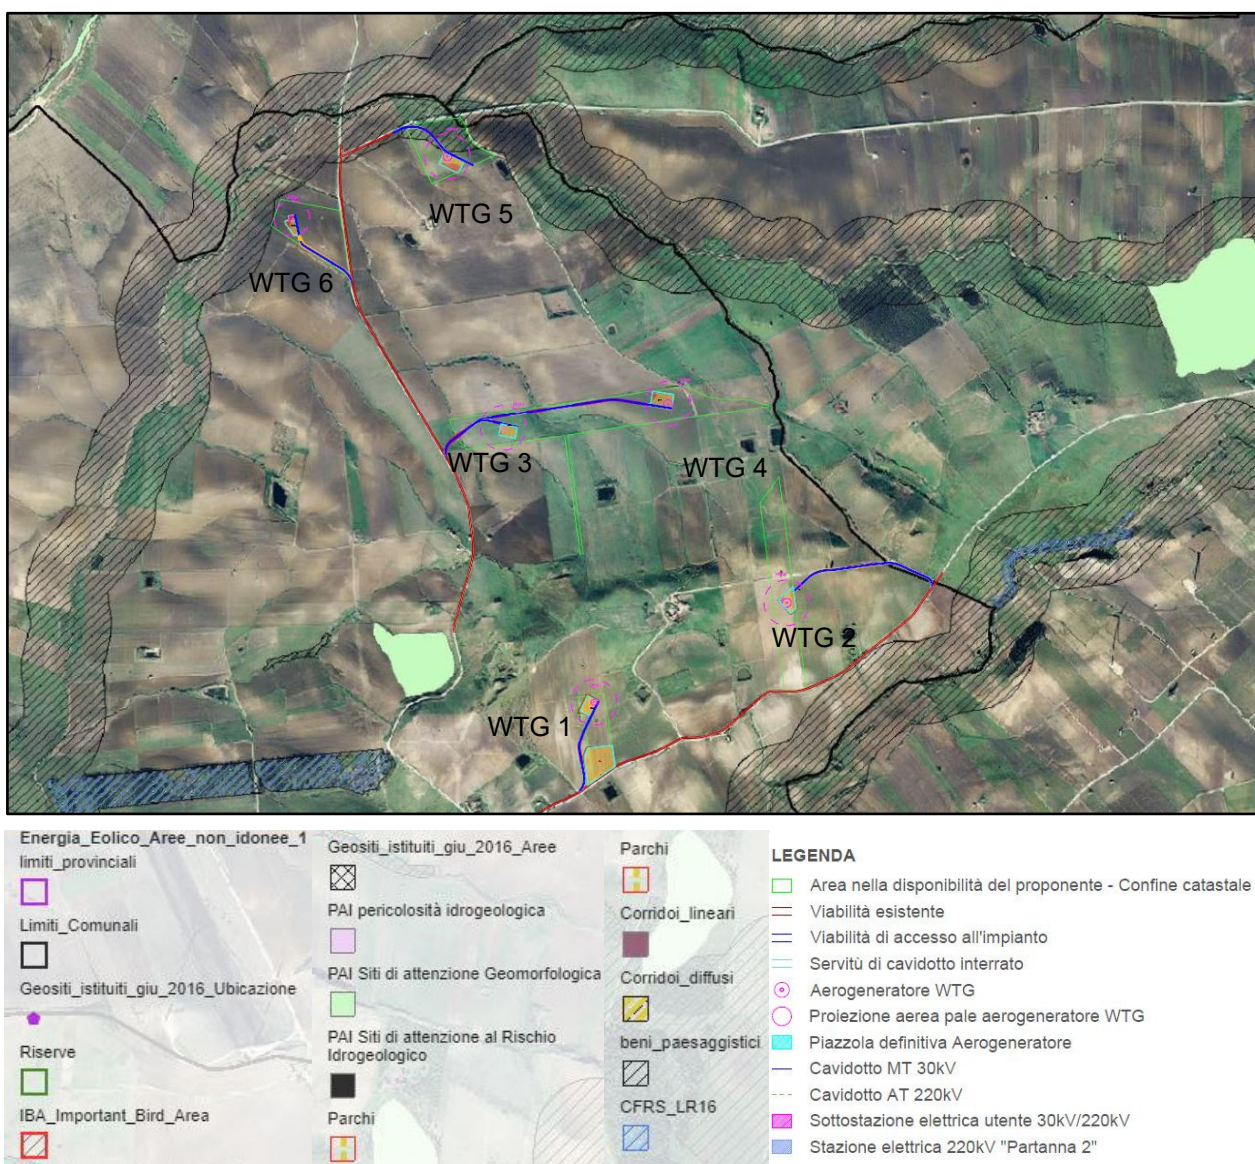 WTG 5
WTG 6
WTG 3
WTG 4
WTG 2
WTG 1
Energia_Eolico_Aree_non_idonee_1
limiti_provinciali
Limiti_Comunali
Geositi_istituiti_giu_2016_Ubicazione
Riserve
IBA_Important_Bird_Area
Geositi_istituiti_giu_2016_Aree
PAI pericolosità idrogeologica
PAI Siti di attenzione Geomorfologica
PAI Siti di attenzione al Rischio
Idrogeologico
Parchi
Parchi
Corridoi_lineari
Corridoi_diffusi
beni_paesaggistici
CFRS_LR16
LEGENDA
Area nella disponibilità del proponente - Confine catastale
Viabilità esistente
Viabilità di accesso all'impianto
Servitù di cavidotto interrato
Aerogeneratore WTG
Proiezione aerea pale aerogeneratore WTG
Piazzola definitiva Aerogeneratore
Cavidotto MT 30kV
Cavidotto AT 220kV
Sottostazione elettrica utente 30kV/220kV
Stazione elettrica 220kV "Partanna 2"